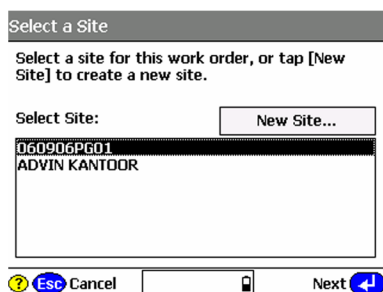 Select a Site
Select a site for this work order, or tap [New
Site] to create a new site.
Select Site:
New Site...
060906PG01
ADVIN KANTOOR
? Esc Cancel
Next